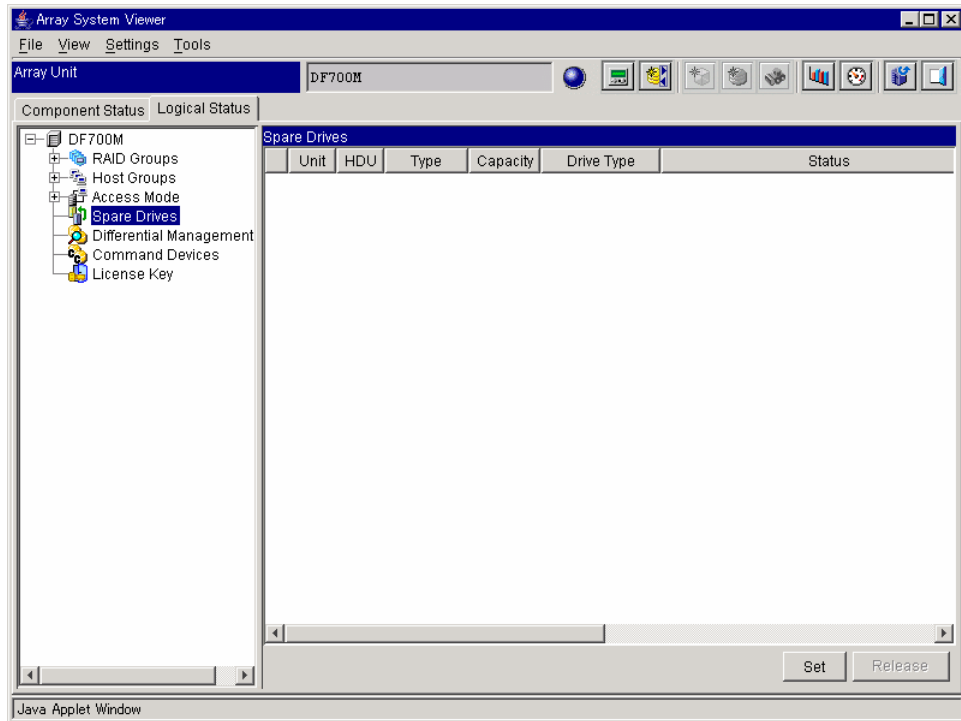 Array System Viewer
File View Settings Tools
Array Unit
DF700M
Component Status
Logical Status
DF700M
RAID Groups
Host Groups
Access Mode
Spare Drives
Differential Management
Command Devices
License Key
Spare Drives
Unit HDU Type Capacity Drive Type Status
Set
Release
Java Applet Window